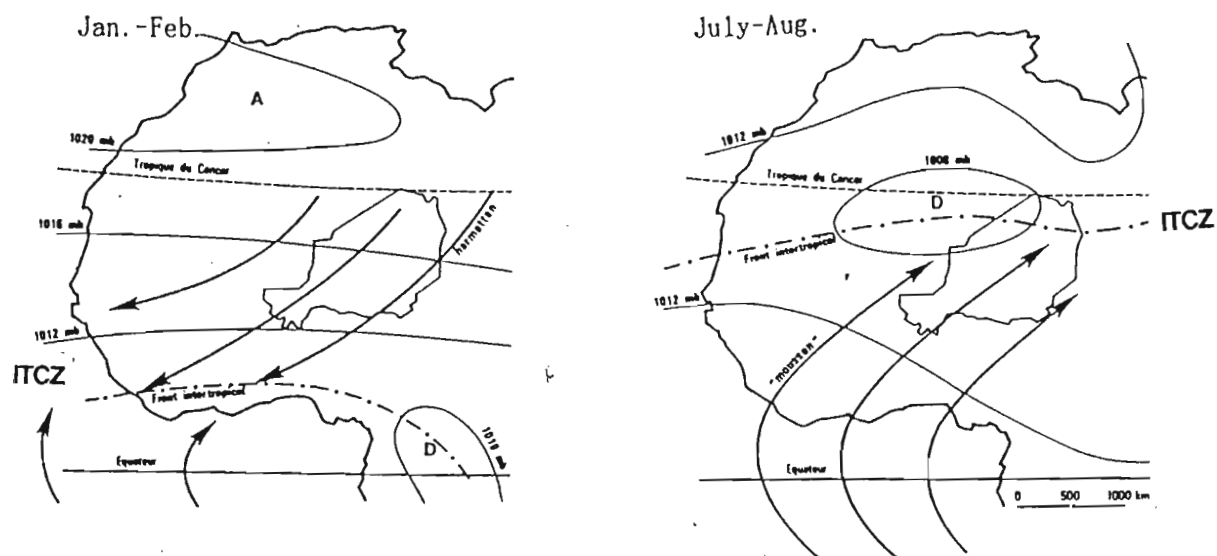 Jan.-Feb.
A
1020 mb
Tropique du Cancer
1016 mb
harmattan
1012 mb
ITCZ
Front intertropical
D
1010 mb
Equateur
July-Aug.
1012 mb
1008 mb
Tropique du Cancer
D
ITCZ
Front intertropical
1012 mb
"mousson"
Equateur
0 500 1000 km